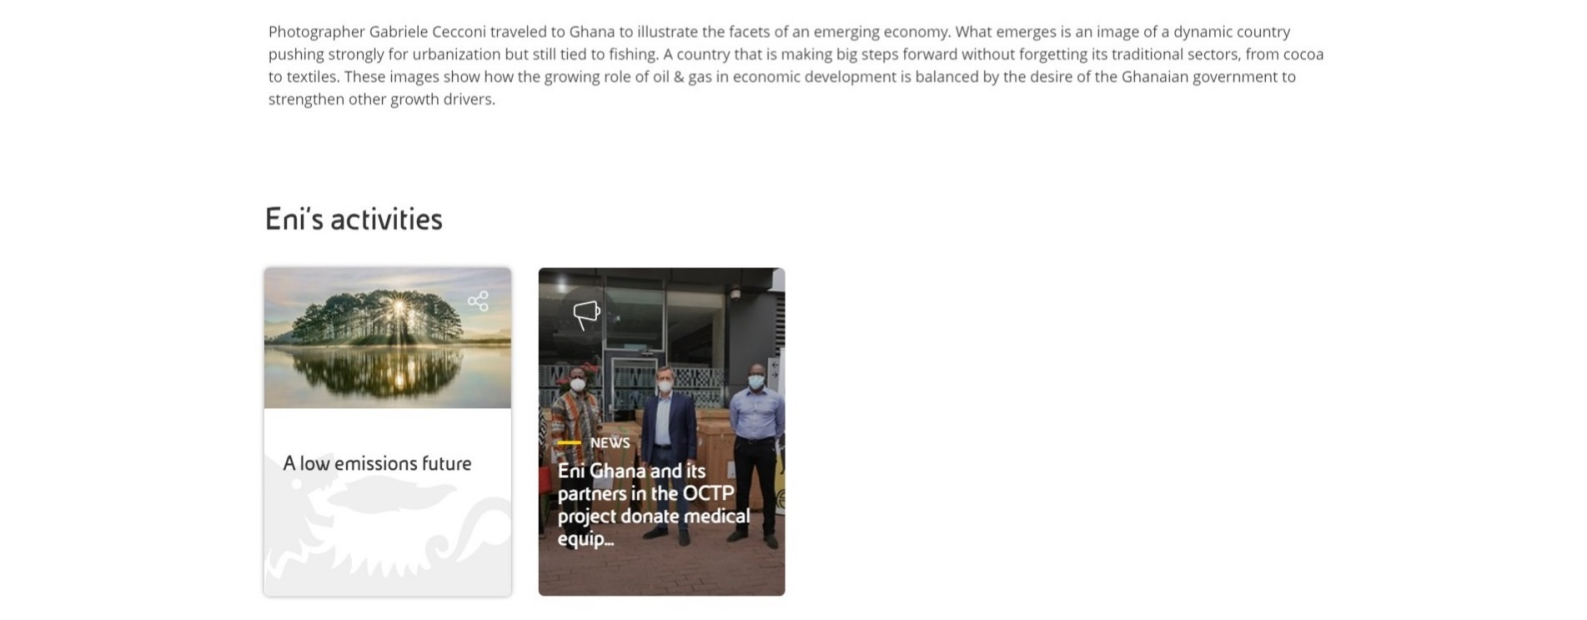 Photographer Gabriele Cecconi traveled to Ghana to illustrate the facets of an emerging economy. What emerges is an image of a dynamic country
pushing strongly for urbanization but still tied to fishing. A country that is making big steps forward without forgetting its traditional sectors, from cocoa
to textiles. These images show how the growing role of oil & gas in economic development is balanced by the desire of the Ghanaian government to
strengthen other growth drivers.
Eni's activities
A low emissions future
NEWS
Eni Ghana and its
partners in the OCTP
project donate medical
equip...